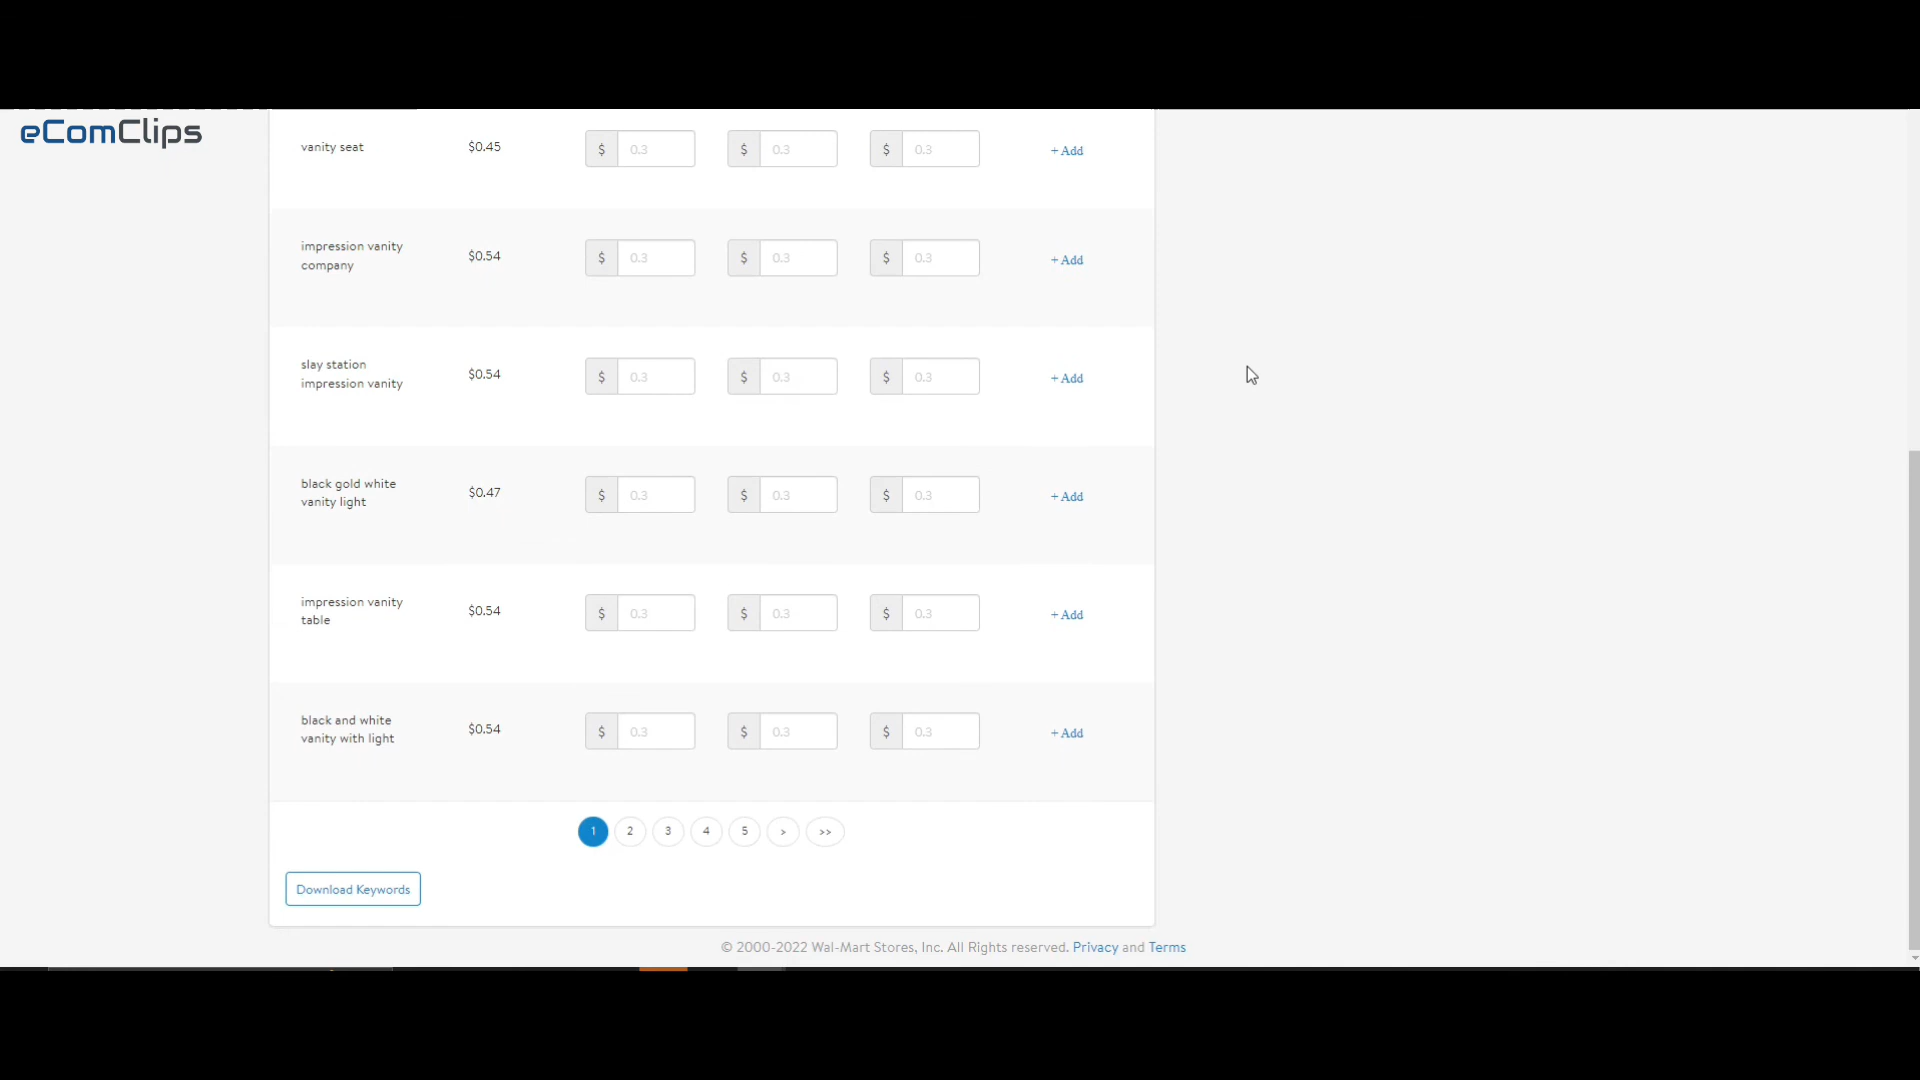 eComClips
vanity seat $0.45 $ 0.3 $ 0.3 $ 0.3 + Add
impression vanity
company
$0.54 $ 0.3 $ 0.3 $ 0.3 + Add
slay station
impression vanity
$0.54 $ 0.3 $ 0.3 $ 0.3 + Add
black gold white
vanity light
$0.47 $ 0.3 $ 0.3 $ 0.3 + Add
impression vanity
table
$0.54 $ 0.3 $ 0.3 $ 0.3 + Add
black and white
vanity with light
$0.54 $ 0.3 $ 0.3 $ 0.3 + Add
1 2 3 4 5 > >>
Download Keywords
© 2000-2022 Wal-Mart Stores, Inc. All Rights reserved. Privacy and Terms